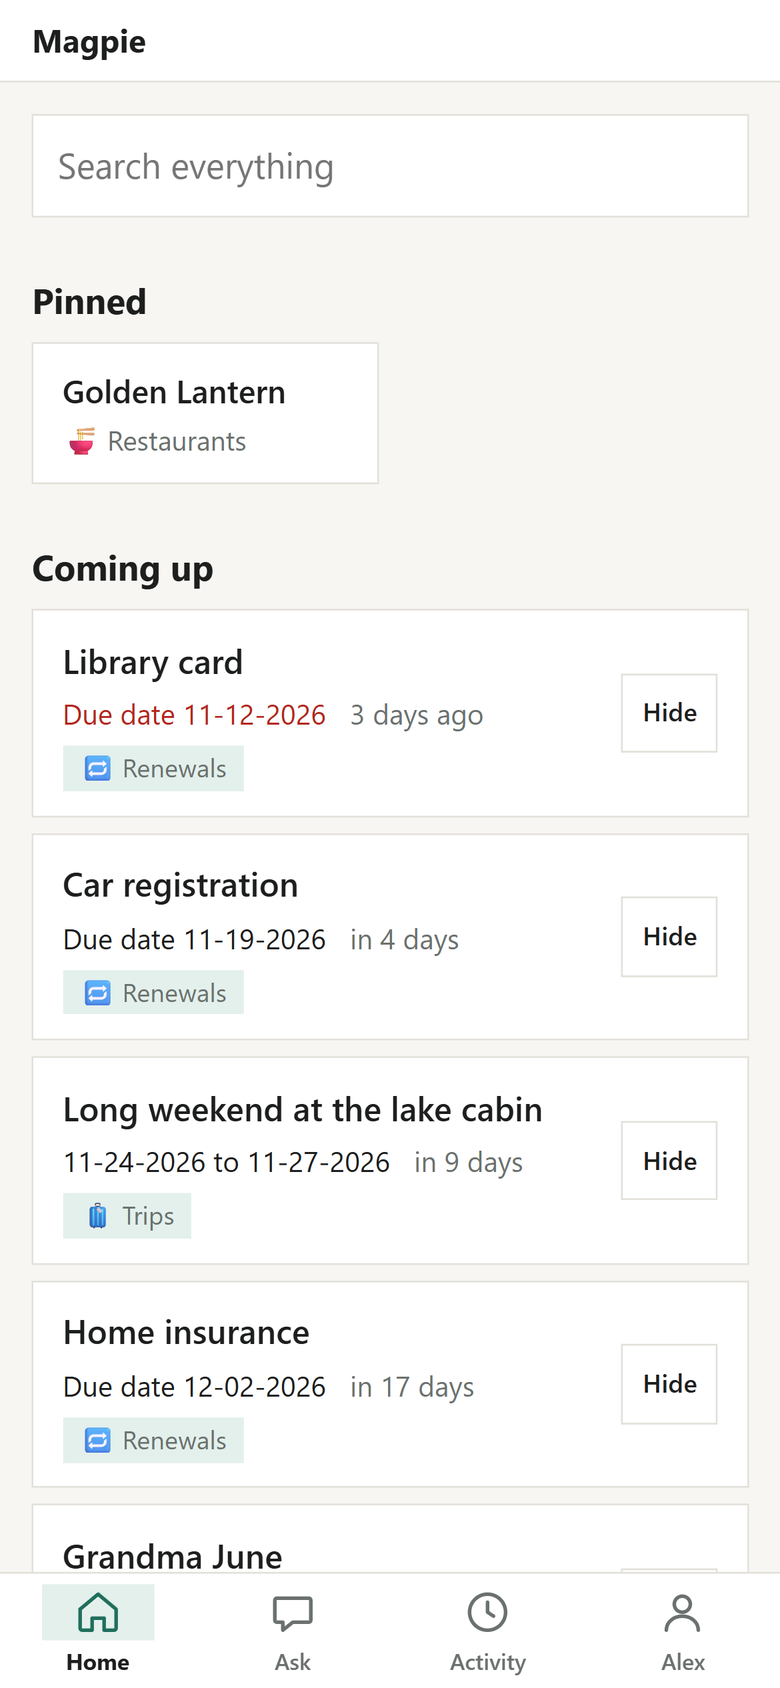 Magpie
Search everything
Pinned
Golden Lantern
Restaurants
Coming up
Library card
Due date 11-12-2026 3 days ago
Hide
Renewals
Car registration
Due date 11-19-2026 in 4 days
Hide
Renewals
Long weekend at the lake cabin
11-24-2026 to 11-27-2026 in 9 days
Hide
Trips
Home insurance
Due date 12-02-2026 in 17 days
Hide
Renewals
Grandma June
Home Ask Activity Alex